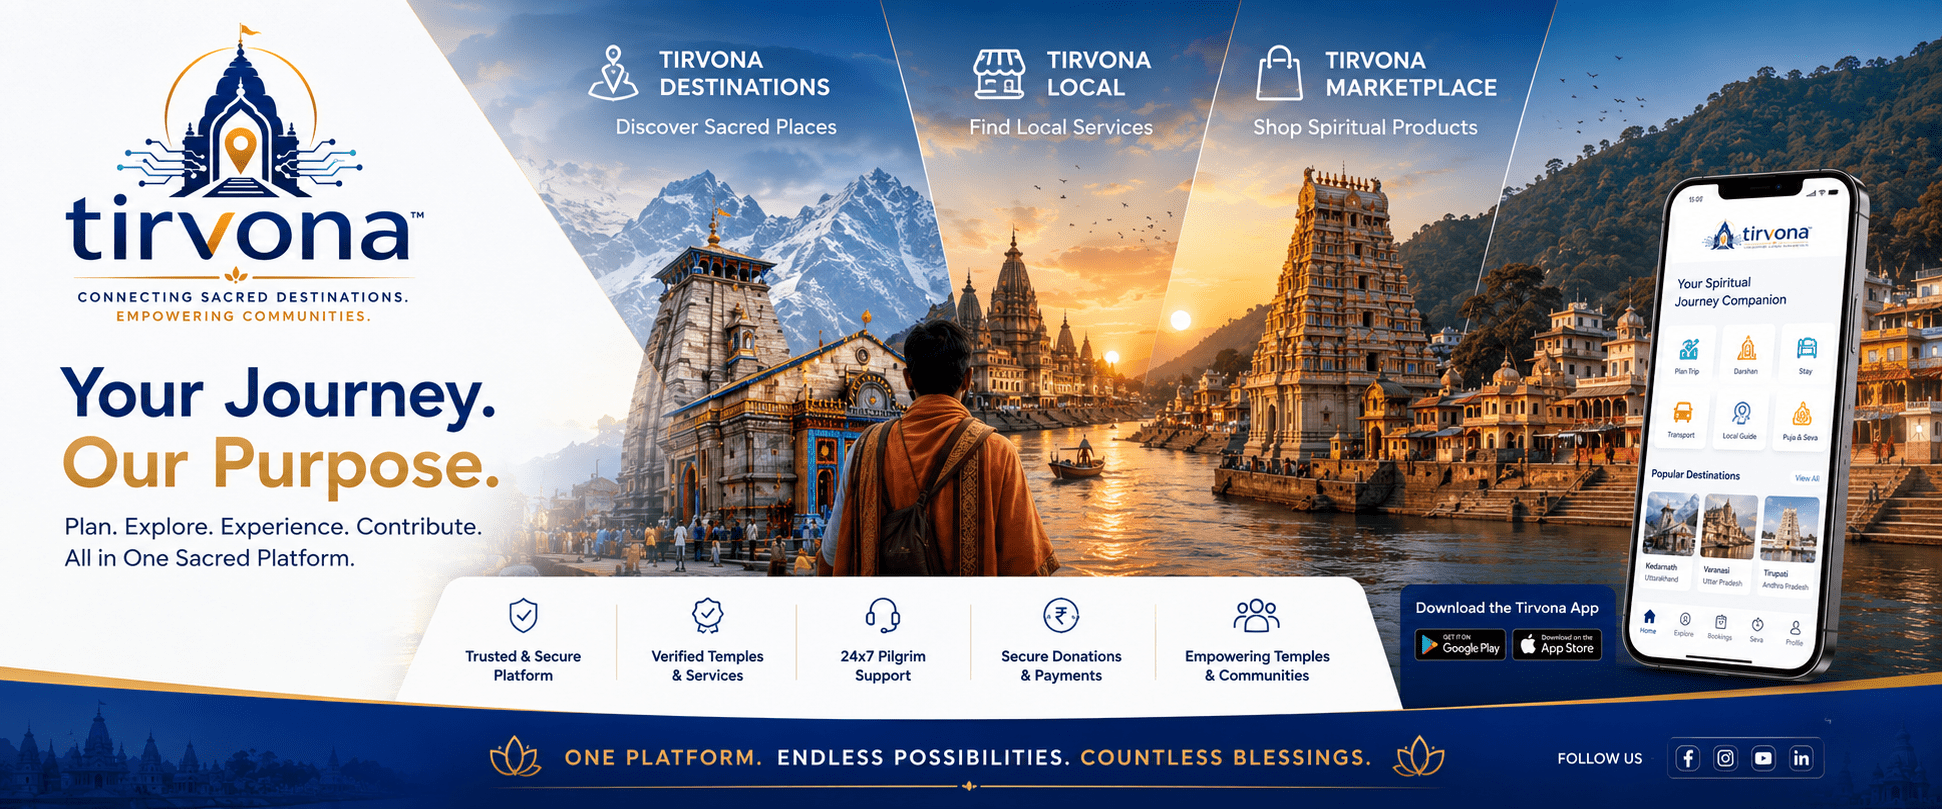 tirvona™
CONNECTING SACRED DESTINATIONS.
EMPOWERING COMMUNITIES.
Your Journey.
Our Purpose.
Plan. Explore. Experience. Contribute.
All in One Sacred Platform.
TIRVONA
DESTINATIONS
Discover Sacred Places
TIRVONA
LOCAL
Find Local Services
TIRVONA
MARKETPLACE
Shop Spiritual Products
tirvona
Your Spiritual
Journey Companion
Plan Trip
Darshan
Stay
Transport
Local Guide
Puja & Seva
Popular Destinations
View All
Kedarnath
Uttarakhand
Varanasi
Uttar Pradesh
Tirupati
Andhra Pradesh
Home
Explore
Bookings
Seva
Profile
Trusted & Secure
Platform
Verified Temples
& Services
24x7 Pilgrim
Support
₹
Secure Donations
& Payments
Empowering Temples
& Communities
Download the Tirvona App
GET IT ON
Google Play
Download on the
App Store
ONE PLATFORM. ENDLESS POSSIBILITIES. COUNTLESS BLESSINGS.
FOLLOW US